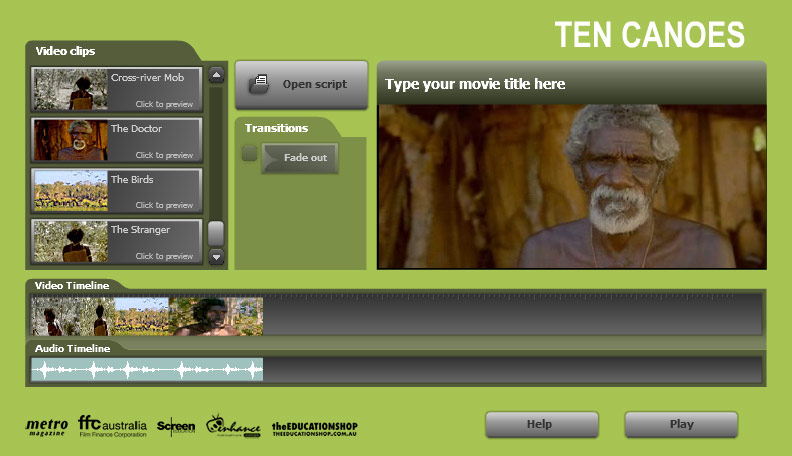 TEN CANOES
Video clips
Cross-river Mob
Click to preview
The Doctor
Click to preview
The Birds
Click to preview
The Stranger
Click to preview
Open script
Transitions
Fade out
Type your movie title here
Video Timeline
Audio Timeline
metro
magazine
ffc australia
Film Finance Corporation
Screen
EDUCATION
enhance
theEDUCATIONSHOP
THEEDUCATIONSHOP.COM.AU
Help
Play